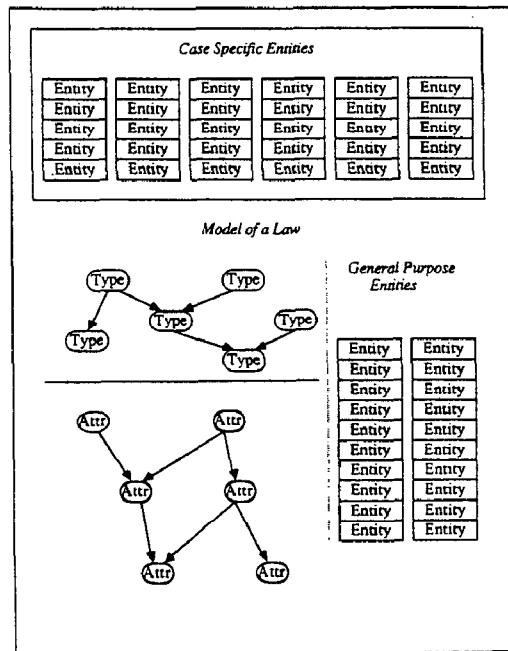 Case Specific Entities
Entity Entity Entity Entity Entity Entity
Entity Entity Entity Entity Entity Entity
Entity Entity Entity Entity Entity Entity
Entity Entity Entity Entity Entity Entity
.Entity Entity Entity Entity Entity Entity
Model of a Law
General Purpose
Entities
Type Type
Type Type Type
Type
Entity Entity
Entity Entity
Entity Entity
Entity Entity
Entity Entity
Entity Entity
Entity Entity
Entity Entity
Entity Entity
Entity Entity
Attr Attr
Attr Attr
Attr Attr